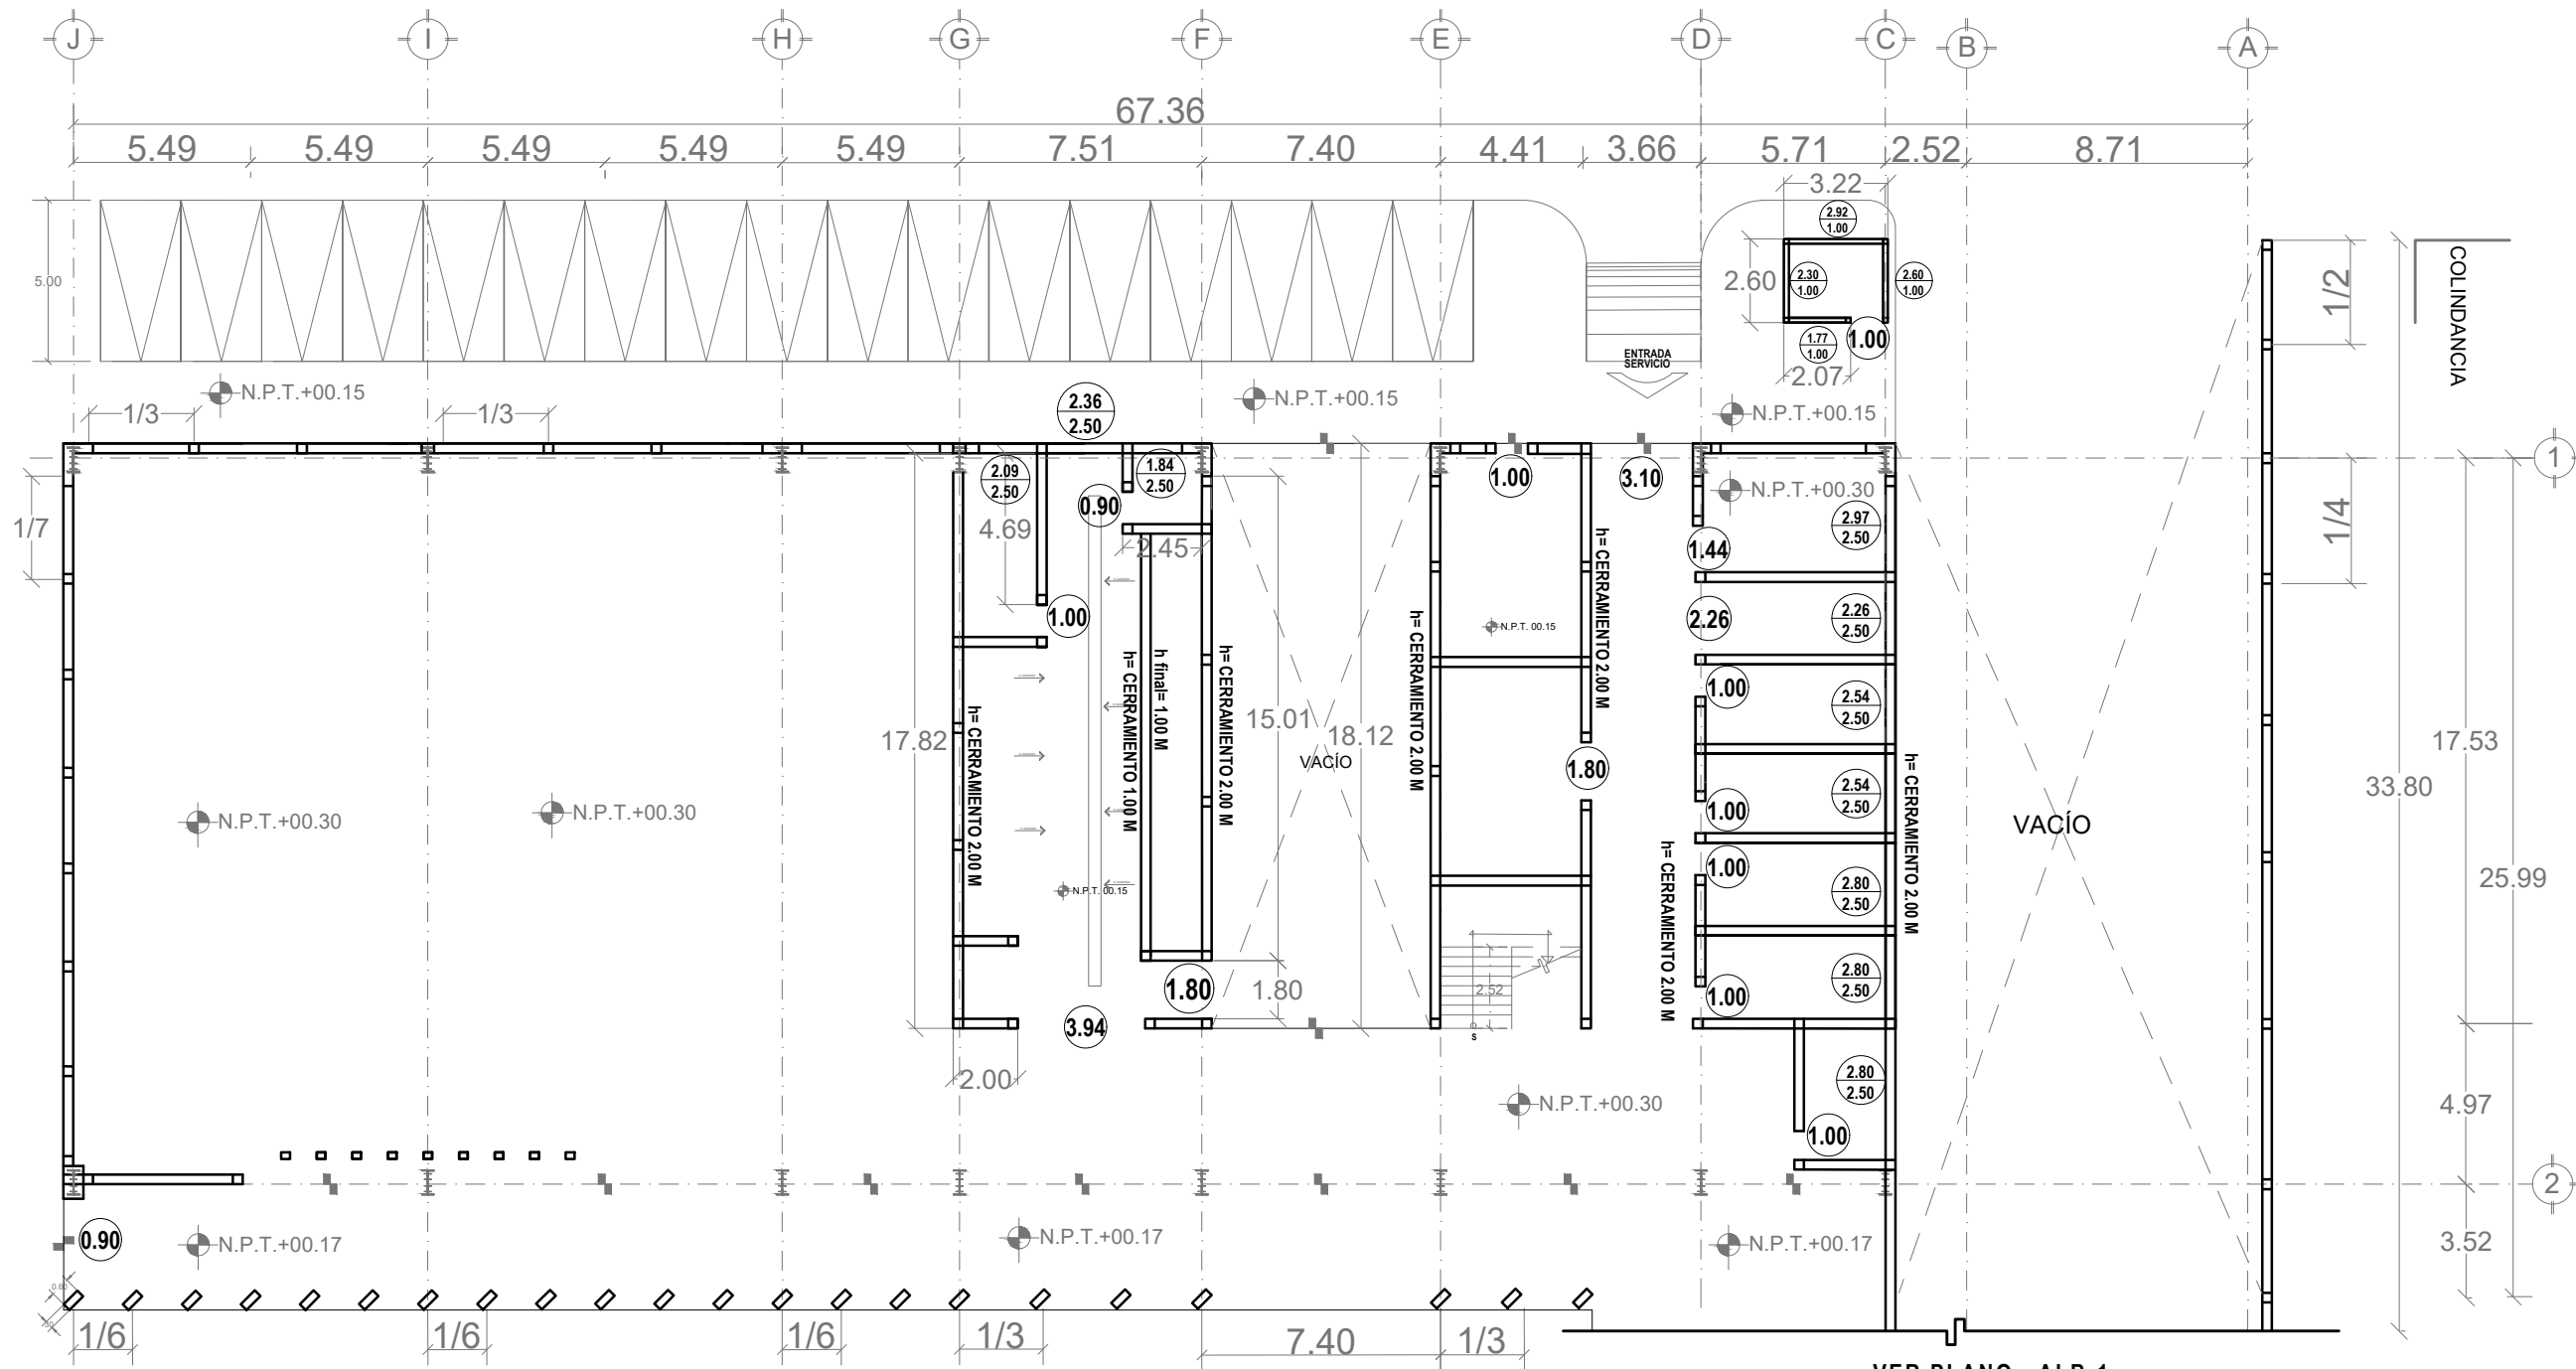 J I H G F E D C B A
67.36
5.49 5.49 5.49 5.49 5.49 7.51 7.40 4.41 3.66 5.71 2.52 8.71
3.22
2.92
1.00
5.00
2.60
2.30
1.00
2.60
1.00
1/2
COLINDANCIA
1.77
1.00
1.00
2.07
ENTRADA
SERVICIO
N.P.T.+00.15
N.P.T.+00.15
N.P.T.+00.15
1/3
1/3
2.36
2.50
1
1/7
2.09
2.50
1.84
2.50
0.90
4.69
2.45
1.00
3.10
N.P.T.+00.30
1.44
2.97
2.50
1/4
1.00
2.26
2.26
2.50
N.P.T. 00.15
h= CERRAMIENTO 2.00 M
h= CERRAMIENTO 1.00 M
h final= 1.00 M
h= CERRAMIENTO 2.00 M
h= CERRAMIENTO 2.00 M
h= CERRAMIENTO 2.00 M
h= CERRAMIENTO 2.00 M
h= CERRAMIENTO 2.00 M
1.00
2.54
2.50
17.82
15.01
18.12
VACÍO
1.80
2.54
2.50
1.00
17.53
33.80
N.P.T.+00.30
N.P.T.+00.30
VACÍO
1.00
2.80
2.50
25.99
N.P.T. 00.15
1.80
1.80
2.52
S
2.80
2.50
1.00
3.94
2.00
2.80
2.50
N.P.T.+00.30
1.00
4.97
2
0.90
N.P.T.+00.17
N.P.T.+00.17
N.P.T.+00.17
3.52
0.60
1/6
1/6
1/6
1/3
7.40
1/3
VER PLANO ALB-1